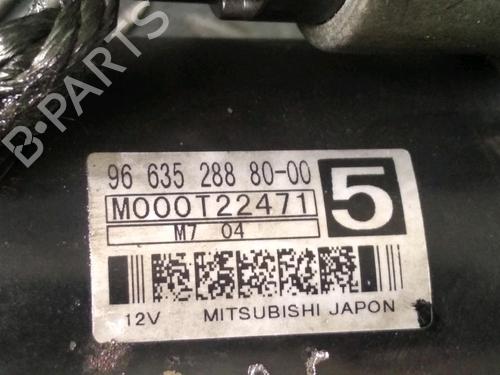 B-PARTS
96 635 288 80-00
M000T22471
5
M7 04
12V MITSUBISHI JAPON